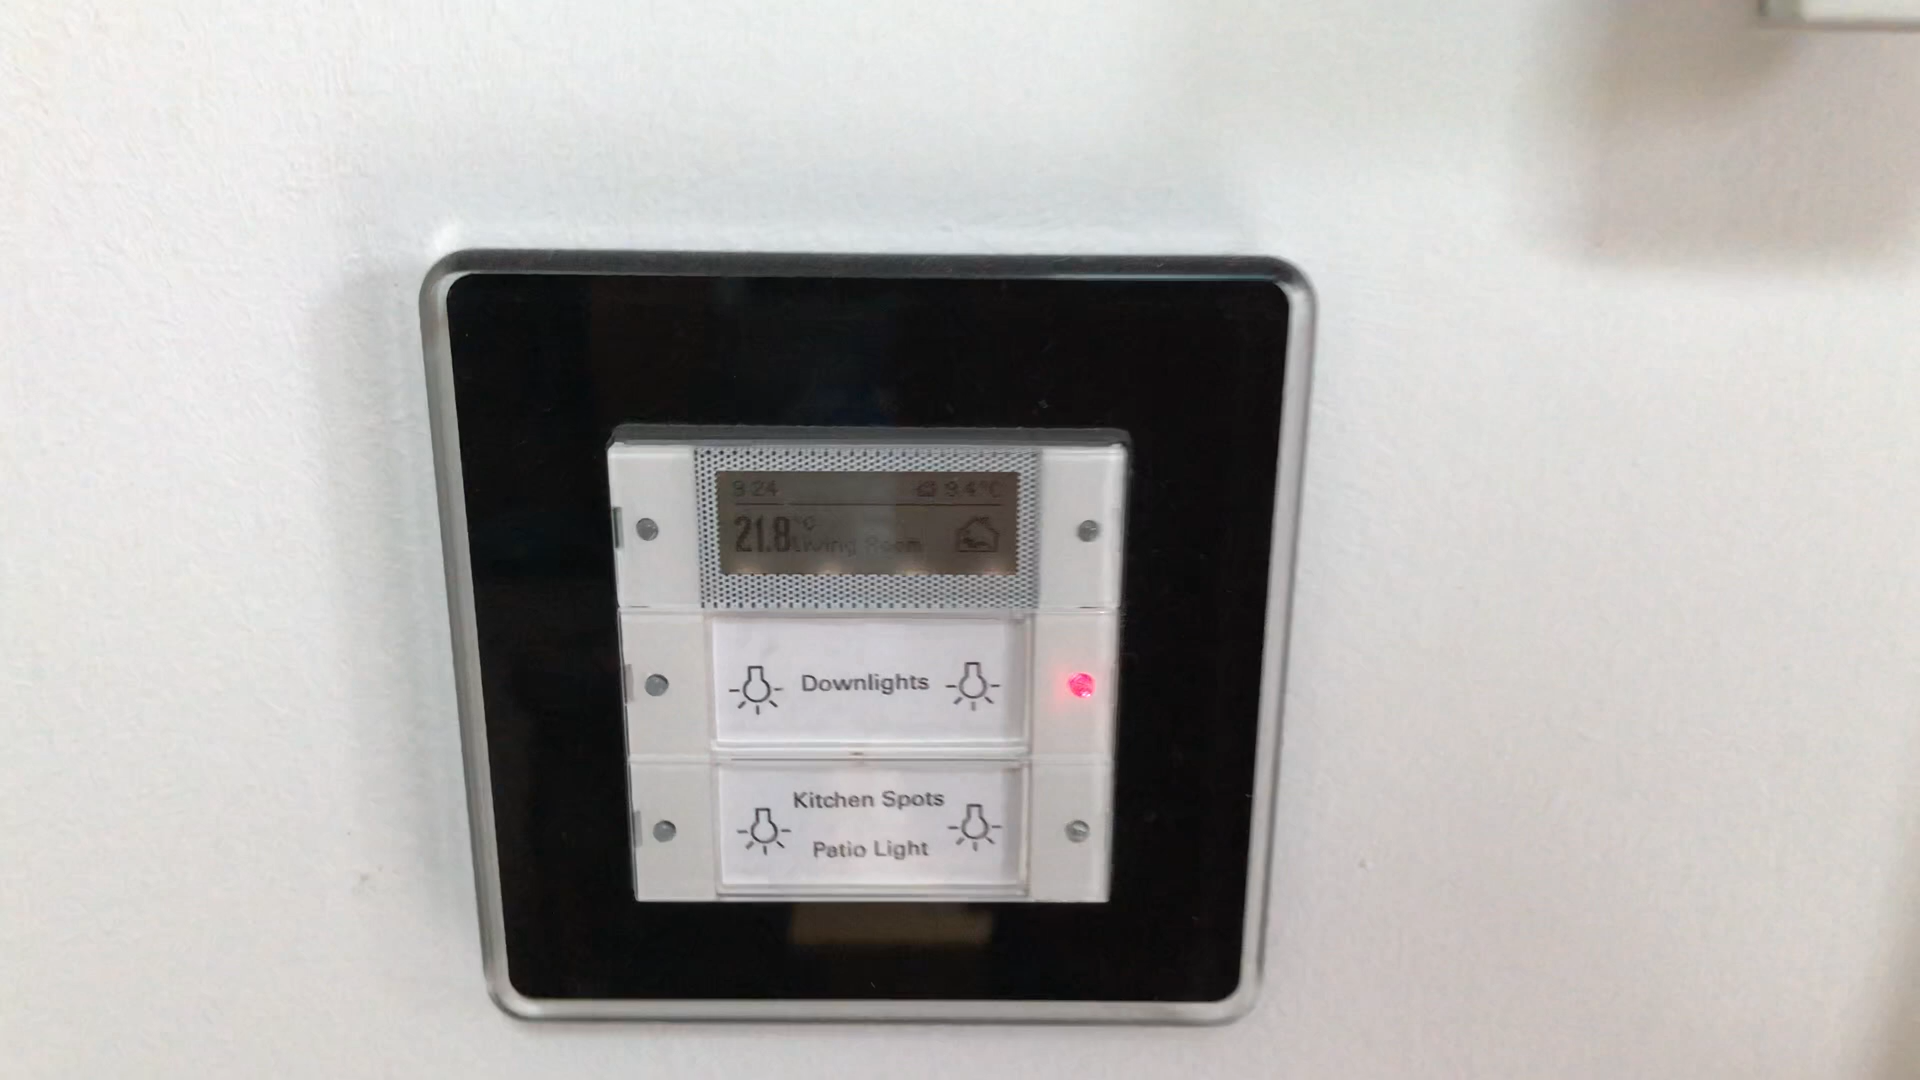 9:24 9.4°C
21.8°C
Living Room
Downlights
Kitchen Spots
Patio Light